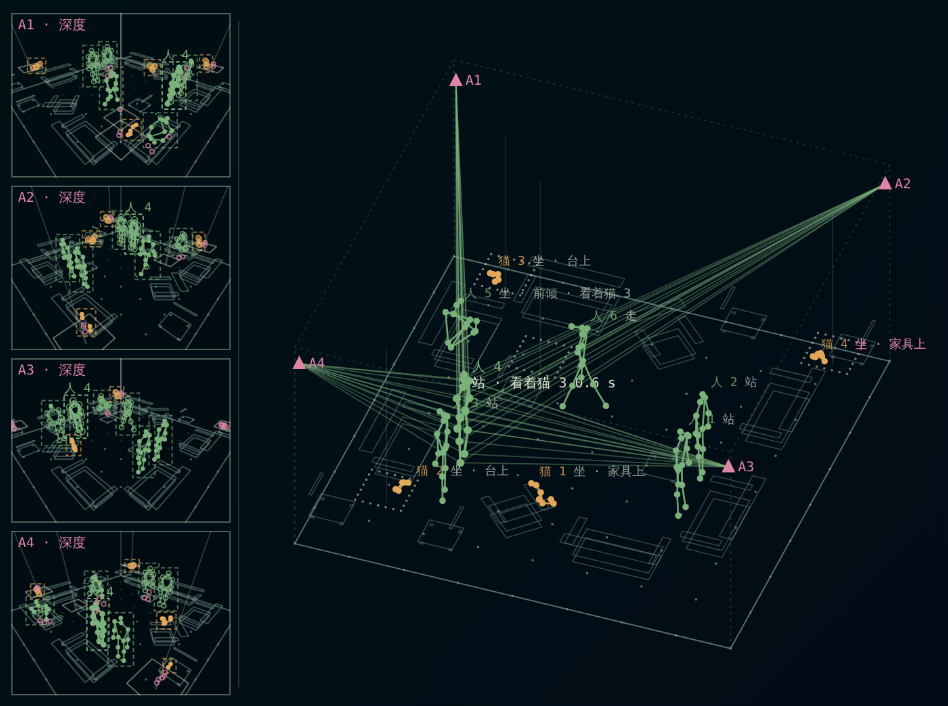 A1 · 深度
人 4
A2 · 深度
人 4
A3 · 深度
人 4
A4 · 深度
4
A1
A2
猫 3 坐 · 台上
人 5 坐 · 前倾 · 看着猫 3
人 6 走
猫 4 坐 · 家具上
A4
人 4
站 · 看着猫 3 0.6 s
人 2 站
站
1 站
A3
猫 2 坐 · 台上
猫 1 坐 · 家具上